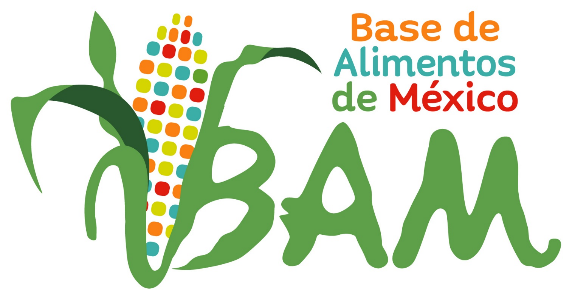 Base de
Alimentos
de México
BAM